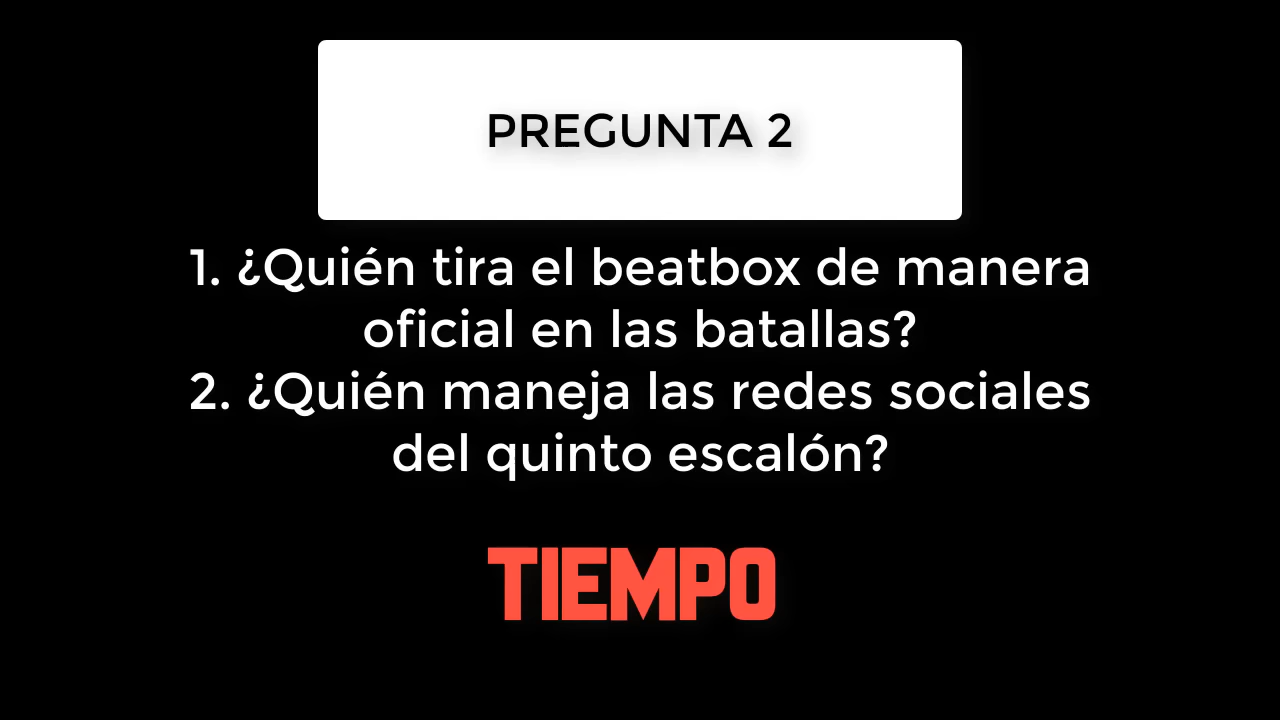 PREGUNTA 2
1. ¿Quién tira el beatbox de manera
oficial en las batallas?
2. ¿Quién maneja las redes sociales
del quinto escalón?
TIEMPO